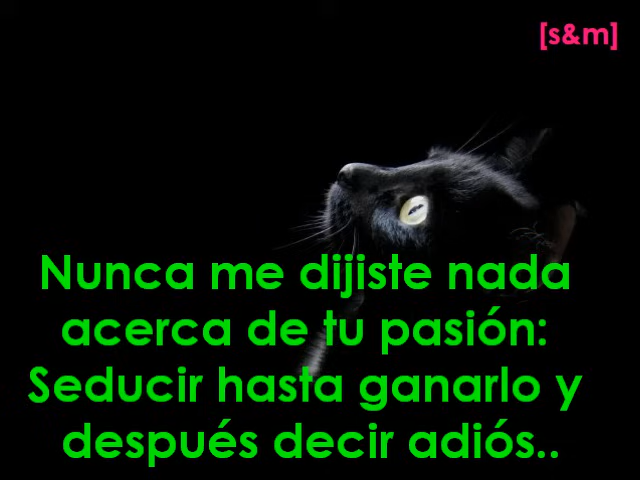 [s&m]
Nunca me dijiste nada
acerca de tu pasión:
Seducir hasta ganarlo y
después decir adiós..